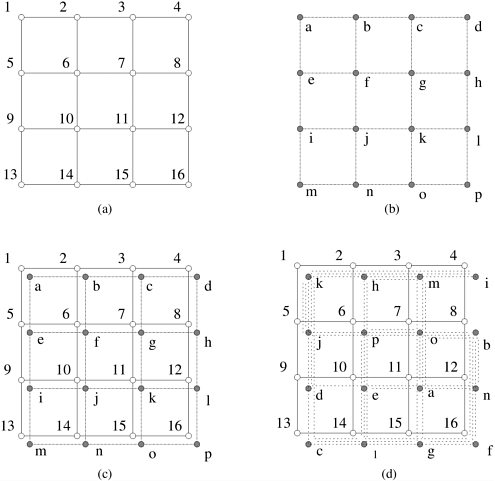 1 2 3 4
a b c d
5 6 7 8
e f g h
9 10 11 12
i j k l
13 14 15 16
m n o p
(a) (b)
1 2 3 4
a b c d
5 6 7 8
e f g h
9 10 11 12
i j k l
13 14 15 16
m n o p
(c)
1 2 3 4
k h m i
5 6 7 8
j p o b
9 10 11 12
d e a n
13 14 15 16
c l g f
(d)